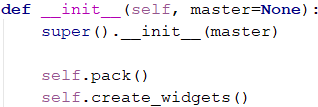 def __init__(self, master=None):
    super().__init__(master)

    self.pack()
    self.create_widgets()